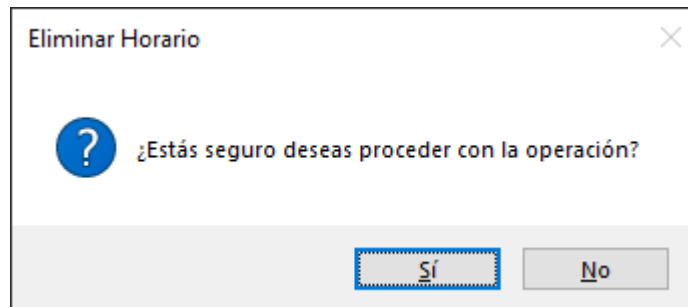 Eliminar Horario
¿Estás seguro deseas proceder con la operación?
Sí
No